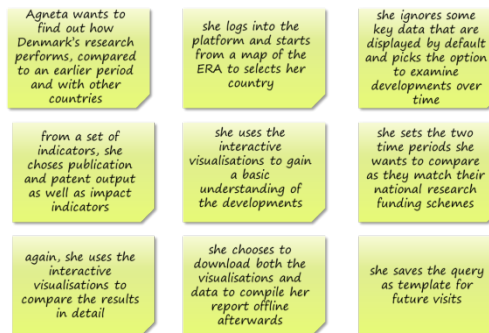 Agneta wants to
find out how
Denmark's research
performs, compared
to an earlier period
and with other
countries
she logs into the
platform and starts
from a map of the
ERA to selects her
country
she ignores some
key data that are
displayed by default
and picks the option
to examine
developments over
time
from a set of
indicators, she
choses publication
and patent output
as well as impact
indicators
she uses the
interactive
visualisations to gain
a basic
understanding of
the developments
she sets the two
time periods she
wants to compare
as they match their
national research
funding schemes
again, she uses the
interactive
visualisations to
compare the results
in detail
she chooses to
download both the
visualisations and
data to compile her
report offline
afterwards
she saves the query
as template for
future visits